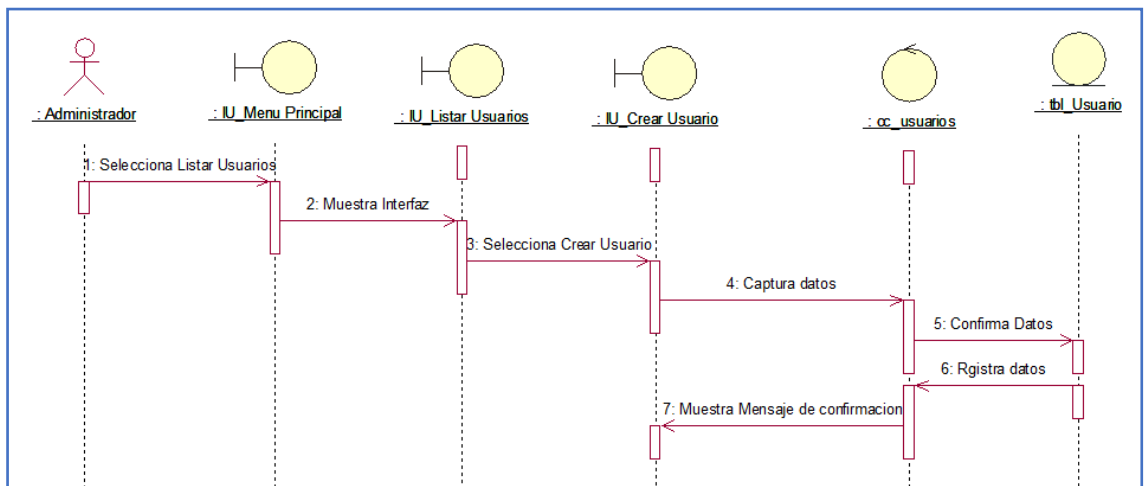 : Administrador
: IU_Menu Principal
: IU_Listar Usuarios
: IU_Crear Usuario
: cc_usuarios
: tbl_Usuario
1: Selecciona Listar Usuarios
2: Muestra Interfaz
3: Selecciona Crear Usuario
4: Captura datos
5: Confirma Datos
6: Rgistra datos
7: Muestra Mensaje de confirmacion